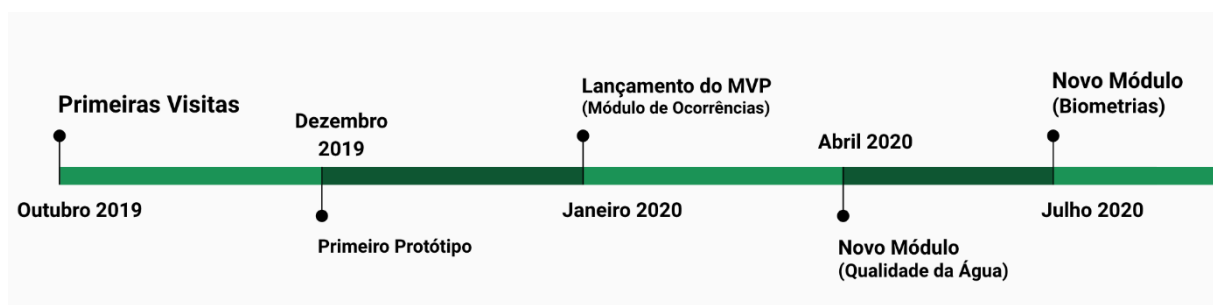 Primeiras Visitas
Outubro 2019
Dezembro
2019
Primeiro Protótipo
Lançamento do MVP
(Módulo de Ocorrências)
Janeiro 2020
Abril 2020
Novo Módulo
(Qualidade da Água)
Novo Módulo
(Biometrias)
Julho 2020